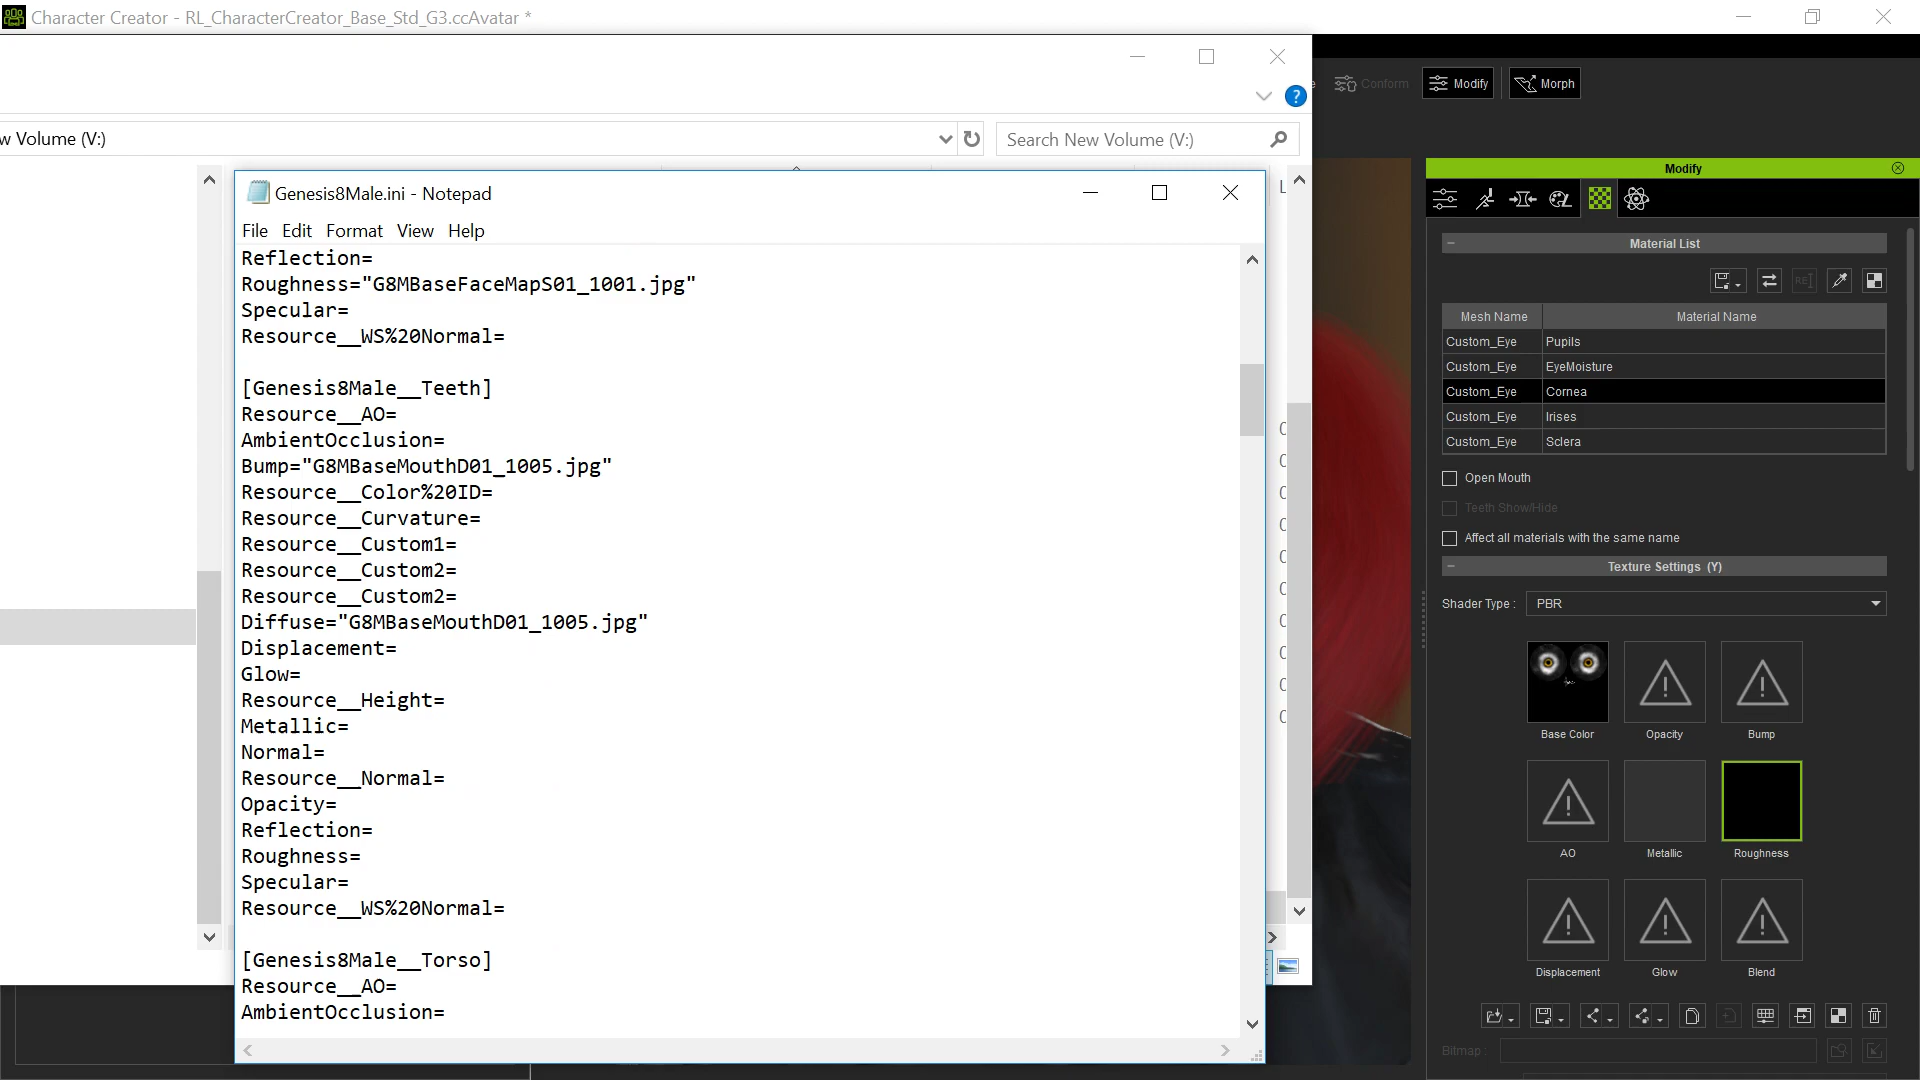 Character Creator - RL_CharacterCreator_Base_Std_G3.ccAvatar *
Conform
Modify
Morph
w Volume (V:)
Search New Volume (V:)
Genesis8Male.ini - Notepad
File Edit Format View Help
Reflection=
Roughness="G8MBaseFaceMapS01_1001.jpg"
Specular=
Resource__WS%20Normal=
[Genesis8Male__Teeth]
Resource__AO=
AmbientOcclusion=
Bump="G8MBaseMouthD01_1005.jpg"
Resource__Color%20ID=
Resource__Curvature=
Resource__Custom1=
Resource__Custom2=
Resource__Custom2=
Diffuse="G8MBaseMouthD01_1005.jpg"
Displacement=
Glow=
Resource__Height=
Metallic=
Normal=
Resource__Normal=
Opacity=
Reflection=
Roughness=
Specular=
Resource__WS%20Normal=
[Genesis8Male__Torso]
Resource__AO=
AmbientOcclusion=
Modify
Material List
Mesh Name Material Name
Custom_Eye Pupils
Custom_Eye EyeMoisture
Custom_Eye Cornea
Custom_Eye Irises
Custom_Eye Sclera
Open Mouth
Teeth Show/Hide
Affect all materials with the same name
Texture Settings (Y)
Shader Type : PBR
Base Color Opacity Bump
AO Metallic Roughness
Displacement Glow Blend
Bitmap :